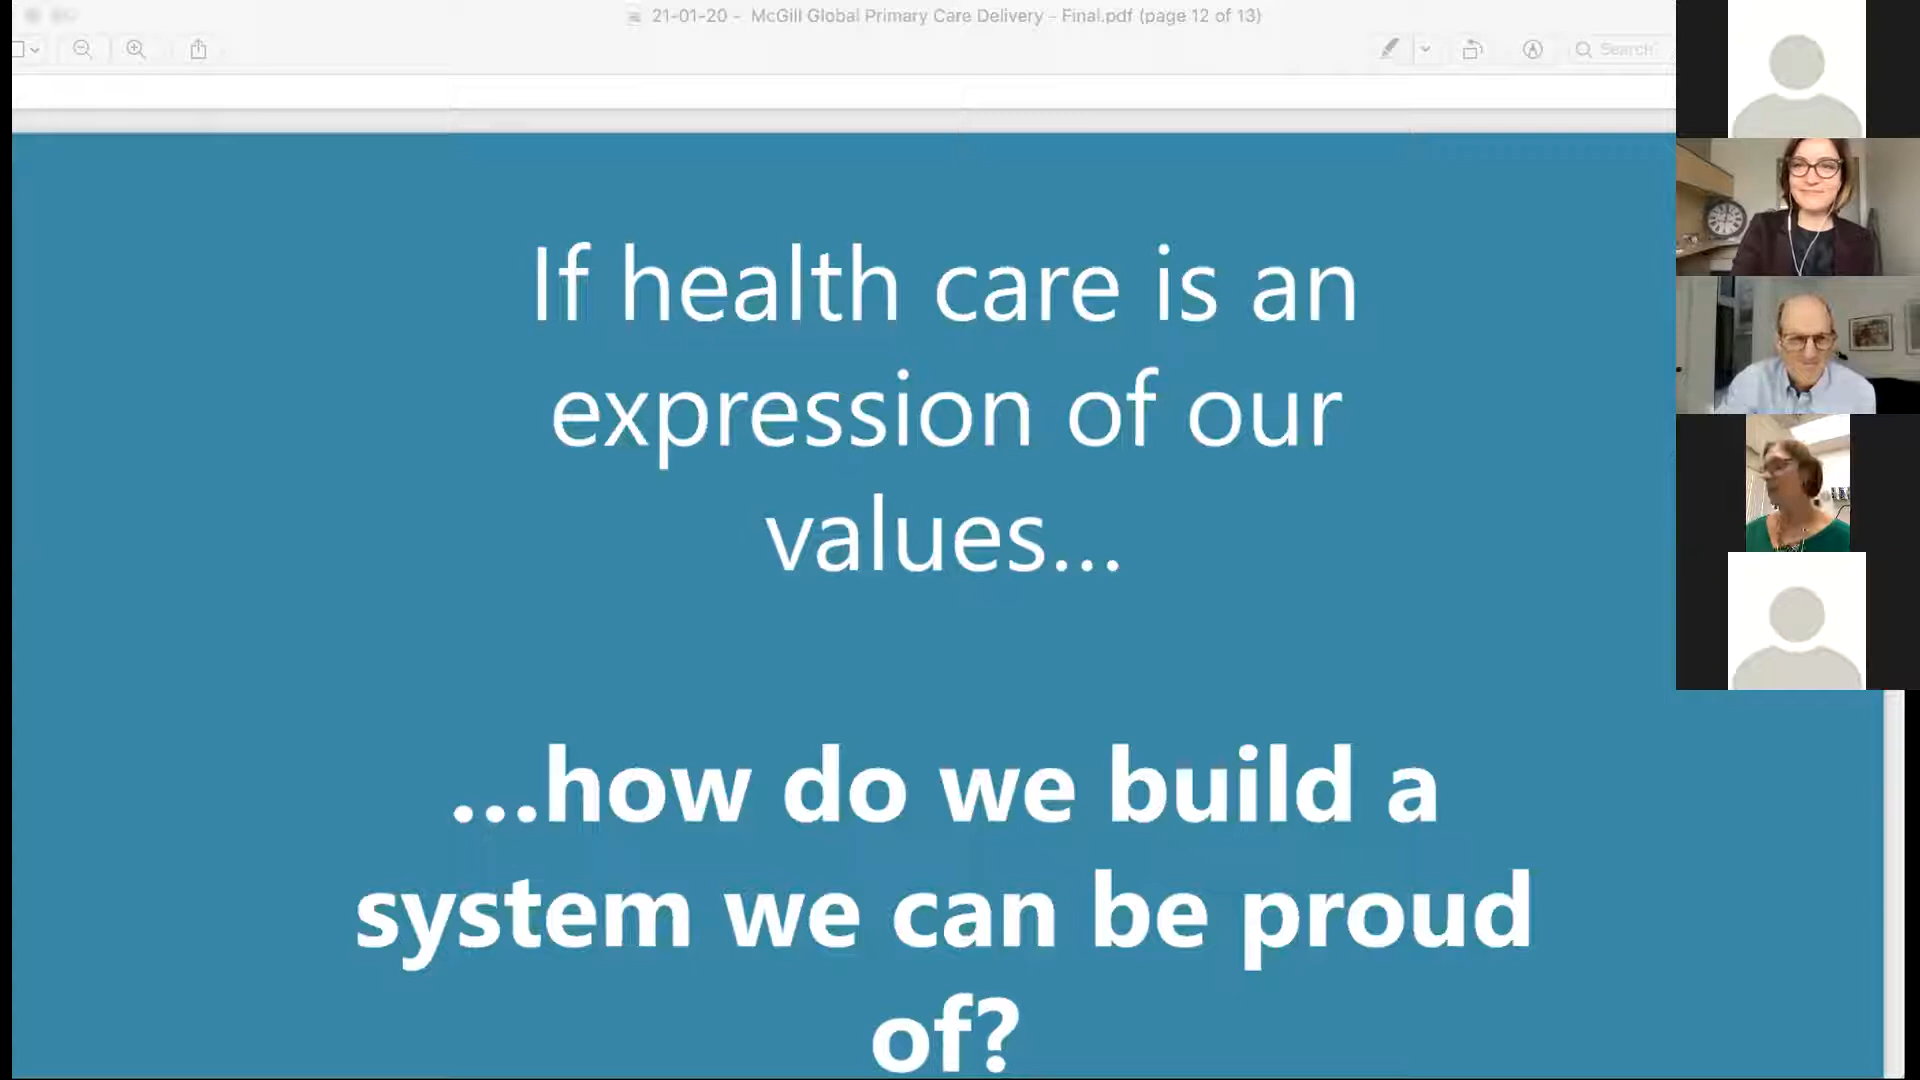 21-01-20 - McGill Global Primary Care Delivery - Final.pdf (page 12 of 13)
Search
If health care is an
expression of our
values...
...how do we build a
system we can be proud
of?